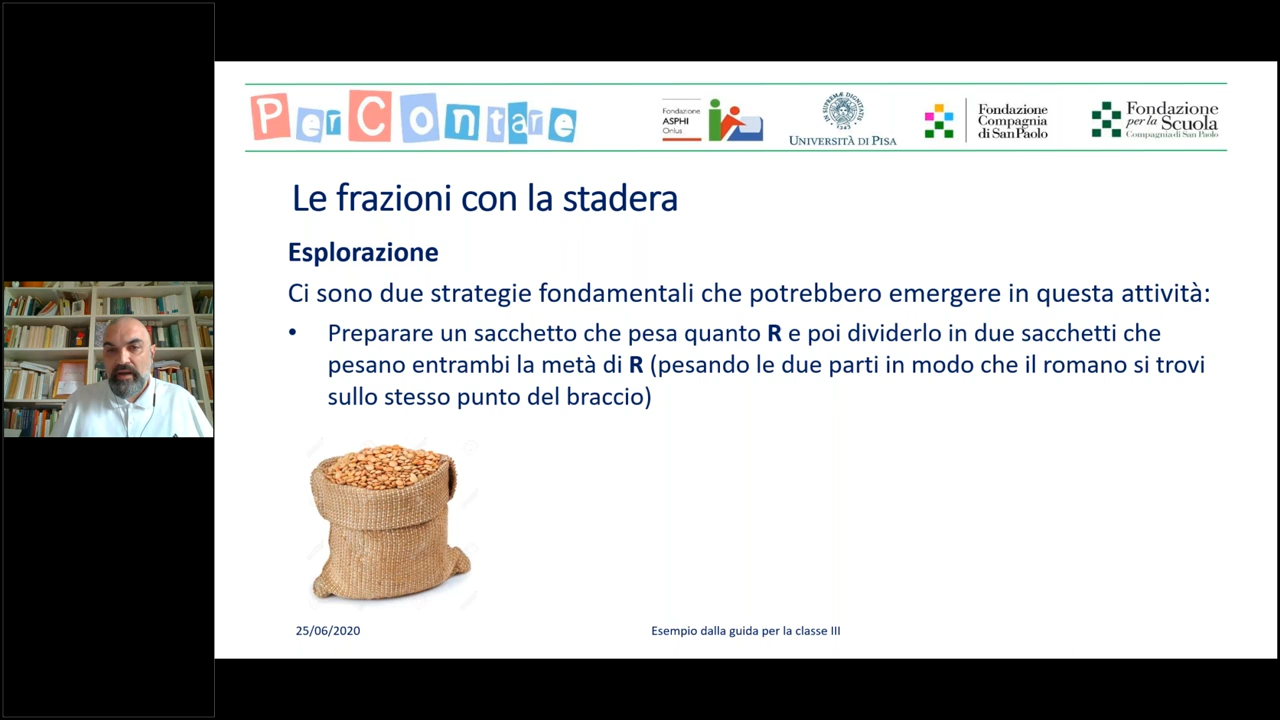 PerContare
Fondazione
ASPHI
Onlus
IN SUPREMÆ DIGNITATIS
1343
UNIVERSITÀ DI PISA
Fondazione
Compagnia
di San Paolo
Fondazione
per la Scuola
Compagnia di San Paolo
Le frazioni con la stadera
Esplorazione
Ci sono due strategie fondamentali che potrebbero emergere in questa attività:
• Preparare un sacchetto che pesa quanto R e poi dividerlo in due sacchetti che
pesano entrambi la metà di R (pesando le due parti in modo che il romano si trovi
sullo stesso punto del braccio)
25/06/2020
Esempio dalla guida per la classe III